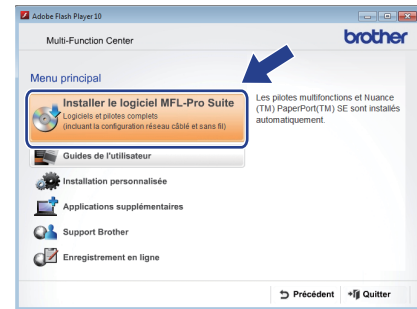 Adobe Flash Player 10
Multi-Function Center
brother
Menu principal
Installer le logiciel MFL-Pro Suite
Logiciels et pilotes complets
(incluant la configuration réseau câblé et sans fil)
Les pilotes multifonctions et Nuance
(TM) PaperPort(TM) SE sont installés
automatiquement.
Guides de l'utilisateur
Installation personnalisée
Applications supplémentaires
Support Brother
Enregistrement en ligne
Précédent
Quitter